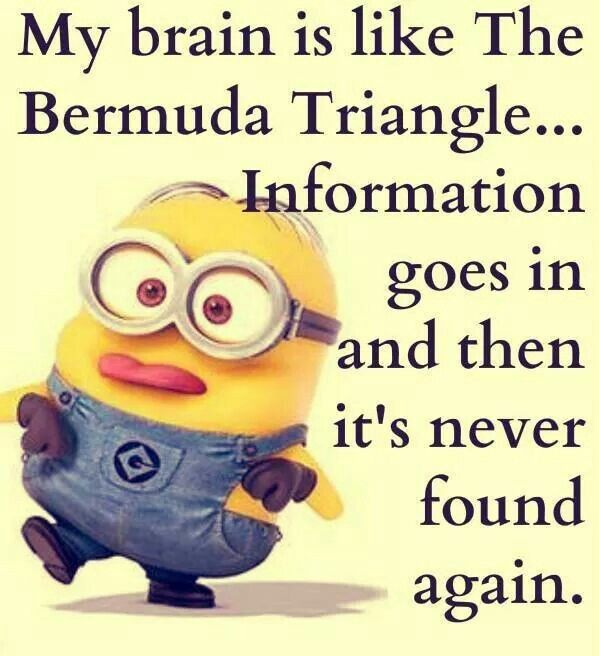 My brain is like The
Bermuda Triangle...
Information
goes in
and then
it's never
found
again.